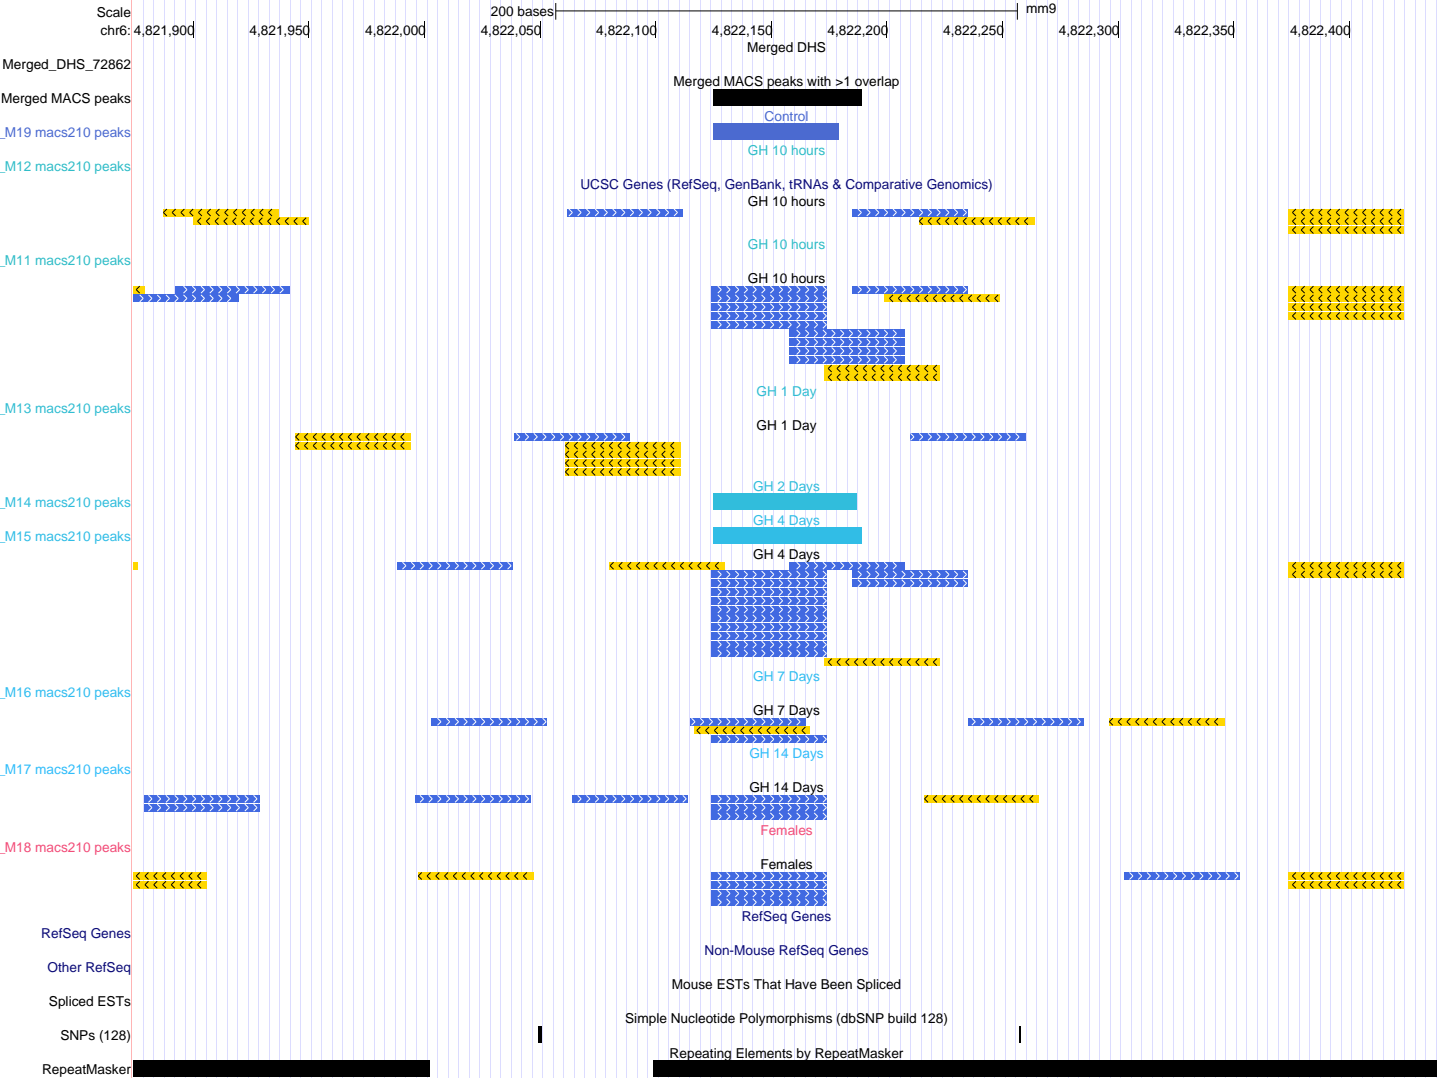 Scale 200 bases mm9
chr6: 4,821,900 4,821,950 4,822,000 4,822,050 4,822,100 4,822,150 4,822,200 4,822,250 4,822,300 4,822,350 4,822,400
Merged DHS
Merged_DHS_72862
Merged MACS peaks with >1 overlap
Merged MACS peaks
Control
_M19 macs210 peaks
GH 10 hours
_M12 macs210 peaks
UCSC Genes (RefSeq, GenBank, tRNAs & Comparative Genomics)
GH 10 hours
GH 10 hours
_M11 macs210 peaks
GH 10 hours
GH 1 Day
_M13 macs210 peaks
GH 1 Day
GH 2 Days
_M14 macs210 peaks
GH 4 Days
_M15 macs210 peaks
GH 4 Days
GH 7 Days
_M16 macs210 peaks
GH 7 Days
GH 14 Days
_M17 macs210 peaks
GH 14 Days
Females
_M18 macs210 peaks
Females
RefSeq Genes
RefSeq Genes
Non-Mouse RefSeq Genes
Other RefSeq
Mouse ESTs That Have Been Spliced
Spliced ESTs
Simple Nucleotide Polymorphisms (dbSNP build 128)
SNPs (128)
Repeating Elements by RepeatMasker
RepeatMasker